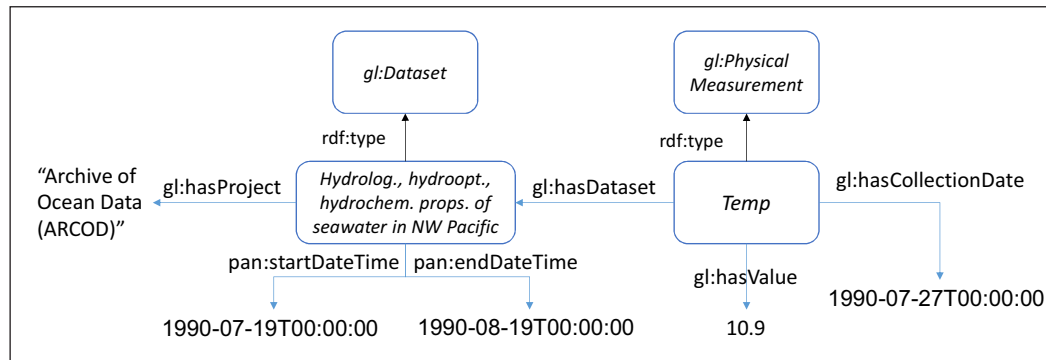 gl:Dataset
gl:Physical
Measurement
rdf:type
rdf:type
“Archive of
Ocean Data
(ARCOD)”
gl:hasProject
Hydrolog., hydroopt.,
hydrochem. props. of
seawater in NW Pacific
gl:hasDataset
Temp
gl:hasCollectionDate
pan:startDateTime
pan:endDateTime
gl:hasValue
1990-07-19T00:00:00
1990-08-19T00:00:00
10.9
1990-07-27T00:00:00